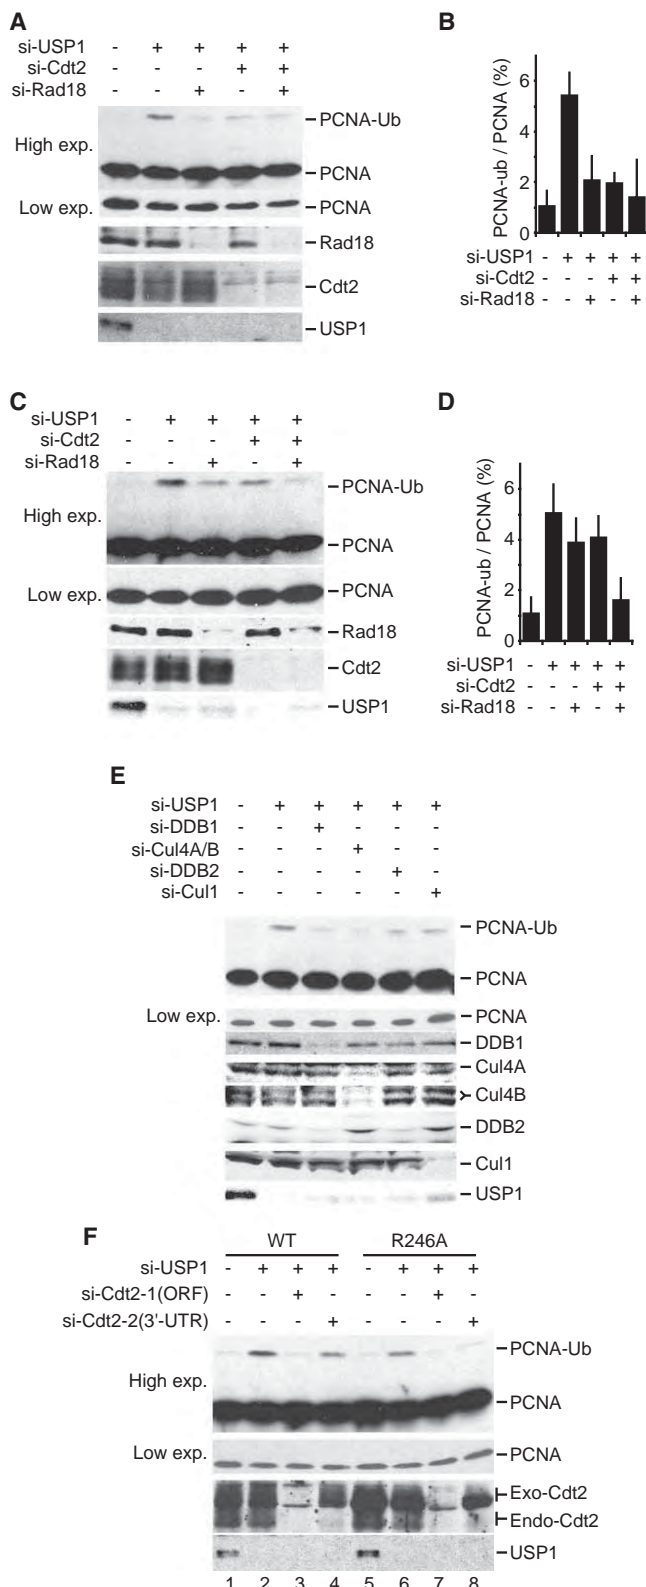 A
si-USP1 - + + + +
si-Cdt2 - - - + +
si-Rad18 - - + - +
PCNA-Ub
High exp.
PCNA
Low exp.
PCNA
Rad18
Cdt2
USP1
B
PCNA-ub / PCNA (%)
6
4
2
0
si-USP1 - + + + +
si-Cdt2 - - - + +
si-Rad18 - - + - +
C
si-USP1 - + + + +
si-Cdt2 - - - + +
si-Rad18 - - + - +
PCNA-Ub
High exp.
PCNA
Low exp.
PCNA
Rad18
Cdt2
USP1
D
PCNA-ub / PCNA (%)
6
4
2
0
si-USP1 - + + + +
si-Cdt2 - - - + +
si-Rad18 - - + - +
E
si-USP1 - + + + + +
si-DDB1 - - + - - -
si-Cul4A/B - - - + - -
si-DDB2 - - - - + -
si-Cul1 - - - - - +
PCNA-Ub
PCNA
Low exp.
PCNA
DDB1
Cul4A
Cul4B
DDB2
Cul1
USP1
F
WT R246A
si-USP1 - + + + - + + +
si-Cdt2-1(ORF) - - + - - - + -
si-Cdt2-2(3'-UTR) - - - + - - - +
PCNA-Ub
High exp.
PCNA
Low exp.
PCNA
Exo-Cdt2
Endo-Cdt2
USP1
1 2 3 4 5 6 7 8